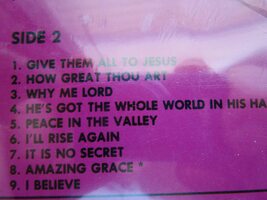 SIDE 2
1. GIVE THEM ALL TO JESUS
2. HOW GREAT THOU ART
3. WHY ME LORD
4. HE'S GOT THE WHOLE WORLD IN HIS HA
5. PEACE IN THE VALLEY
6. I'LL RISE AGAIN
7. IT IS NO SECRET
8. AMAZING GRACE *
9. I BELIEVE